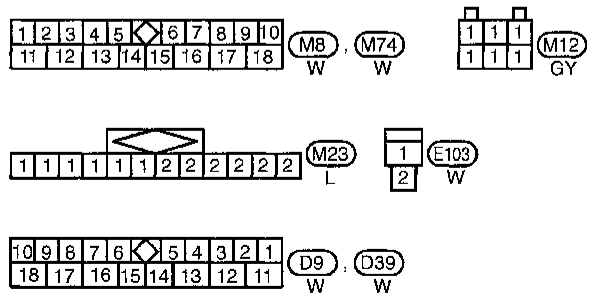 1 2 3 4 5 6 7 8 9 10
11 12 13 14 15 16 17 18
M8 , M74
W W
1 1 1
1 1 1
M12
GY
1 1 1 1 1 1 2 2 2 2 2 2
M23
L
1
2
E103
W
10 9 8 7 6 5 4 3 2 1
18 17 16 15 14 13 12 11
D9 , D39
W W